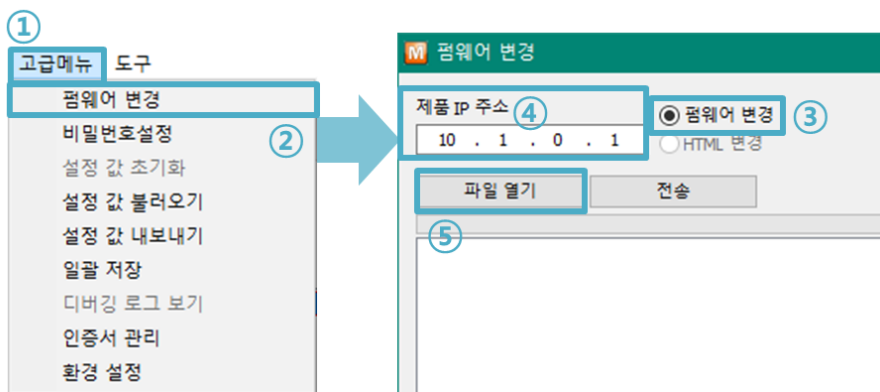 ①
고급메뉴 도구
펌웨어 변경
②
비밀번호설정
설정 값 초기화
설정 값 불러오기
설정 값 내보내기
일괄 저장
디버깅 로그 보기
인증서 관리
환경 설정
M 펌웨어 변경
제품 IP 주소 ④
10 . 1 . 0 . 1
펌웨어 변경 ③
HTML 변경
파일 열기 전송
⑤